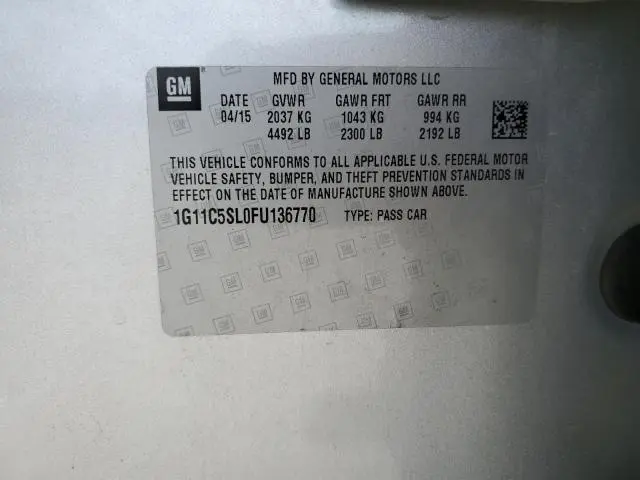 GM
MFD BY GENERAL MOTORS LLC
DATE GVWR GAWR FRT GAWR RR
04/15 2037 KG 1043 KG 994 KG
4492 LB 2300 LB 2192 LB
THIS VEHICLE CONFORMS TO ALL APPLICABLE U.S. FEDERAL MOTOR
VEHICLE SAFETY, BUMPER, AND THEFT PREVENTION STANDARDS IN
EFFECT ON THE DATE OF MANUFACTURE SHOWN ABOVE.
1G11C5SL0FU136770 TYPE: PASS CAR